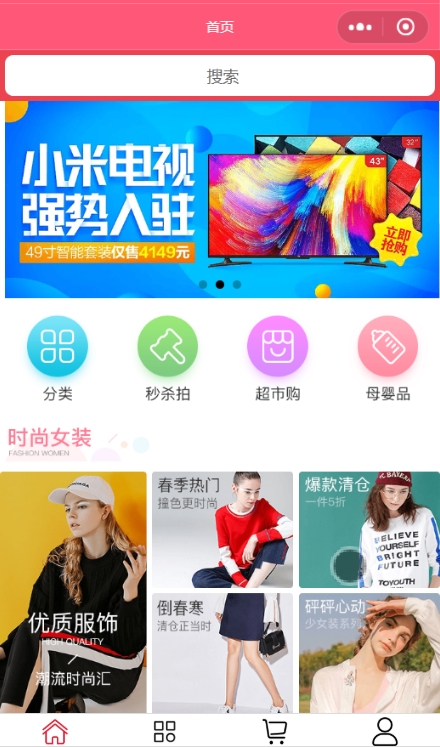 首页
搜索
小米电视
强势入驻
49寸智能套装仅售4149元
32"
43"
立即
抢购
分类
秒杀拍
超市购
母婴品
时尚女装
FASHION WOMEN
优质服饰
HIGH QUALITY
潮流时尚汇
春季热门
撞色更时尚
爆款清仓
一件5折
BELIEVE
YOURSELF
BRIGHT
FUTURE
TOYOUTH
倒春寒
清仓正当时
砰砰心动
少女装系列